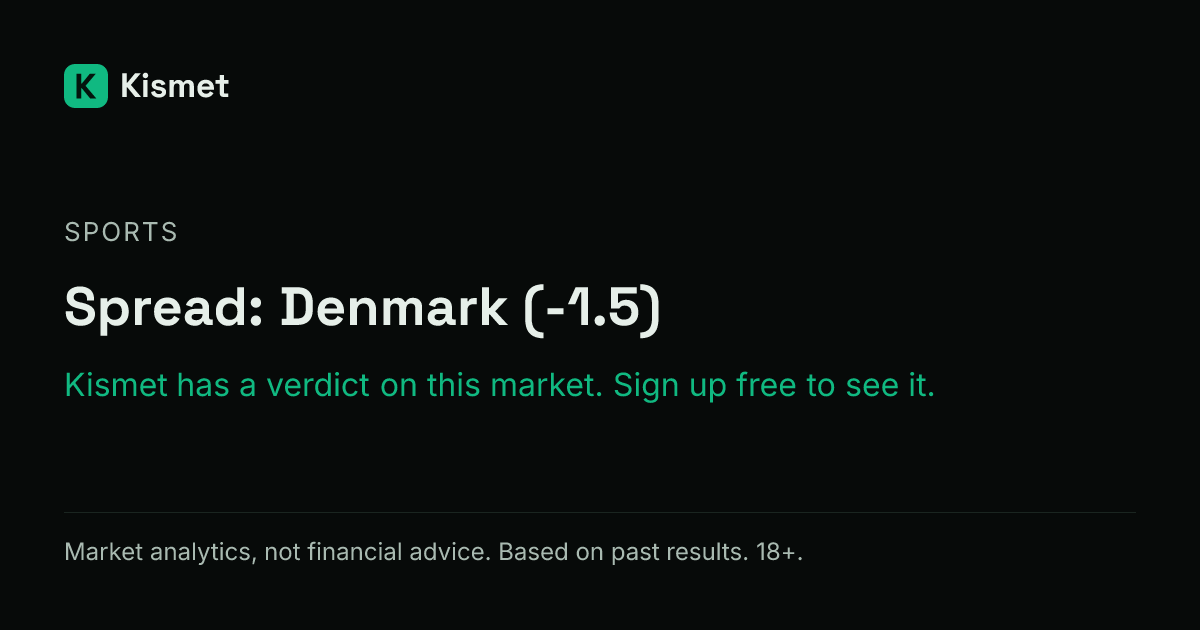 K Kismet
SPORTS
Spread: Denmark (-1.5)
Kismet has a verdict on this market. Sign up free to see it.
Market analytics, not financial advice. Based on past results. 18+.